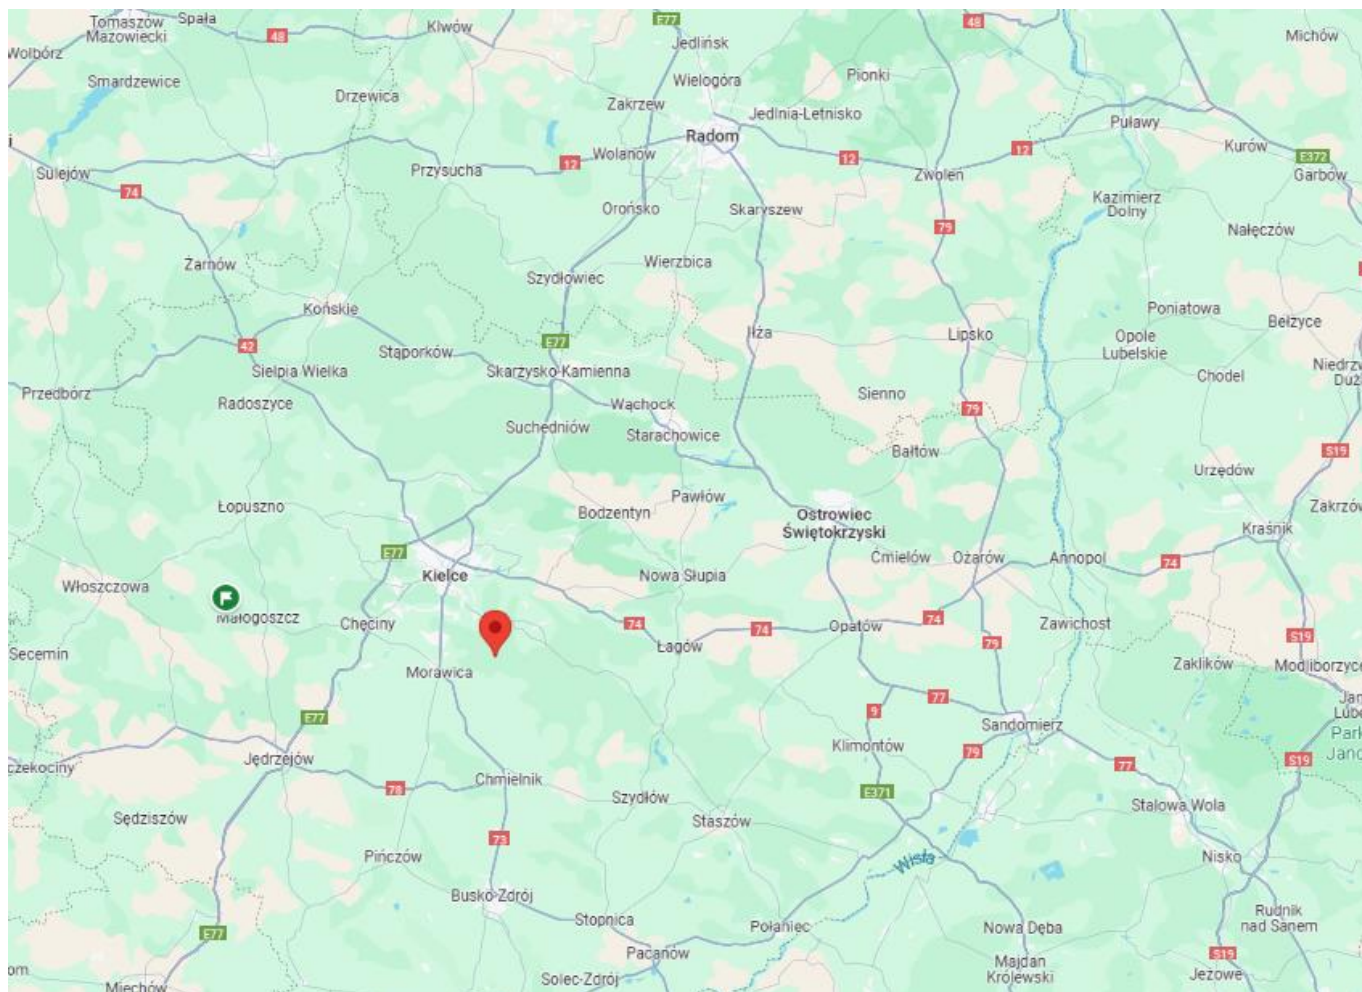 Tomaszów
Mazowiecki
Spała
48
Klwów
E77
Jedlińsk
48
Michów
Wolbórz
Smardzewice
Drzewica
Wielogóra
Pionki
Zakrzew
Jedlnia-Letnisko
Puławy
Radom
Kurów
Sulejów
74
Przysucha
12
Wolanów
12
Zwoleń
12
E372
Garbów
Orońsko
Skaryszew
79
Kazimierz
Dolny
Nałęczów
Żarnów
Szydłowiec
Wierzbica
Końskie
Poniatowa
Bełżyce
42
Stąporków
E77
Iłża
Lipsko
Opole
Lubelskie
Sielpia Wielka
Skarżysko-Kamienna
Chodel
Niedrzw
Duż
Przedbórz
Radoszyce
Wąchock
Sienno
79
Suchedniów
Starachowice
Bałtów
S19
Urzędów
Łopuszno
Bodzentyn
Pawłów
Ostrowiec
Świętokrzyski
Zakrzów
Kraśnik
E77
Kielce
Nowa Słupia
Ćmielów
Ożarów
Annopol
74
Włoszczowa
Małogoszcz
Chęciny
74
Łagów
74
Opatów
74
79
Zawichost
S19
Secemin
Morawica
Zaklików
Modliborzyce
E77
9
77
Sandomierz
Jan
Lube
Park
Jano
Jędrzejów
Klimontów
79
77
S19
czekociny
78
Chmielnik
Szydłów
E371
Stalowa Wola
Sędziszów
73
Staszów
Pińczów
Wisła
Nisko
Busko-Zdrój
E77
Stopnica
Połaniec
Nowa Dęba
Rudnik
nad Sanem
Pacanów
Solec-Zdrój
Majdan
Królewski
S19
Jeżowe
Miechów